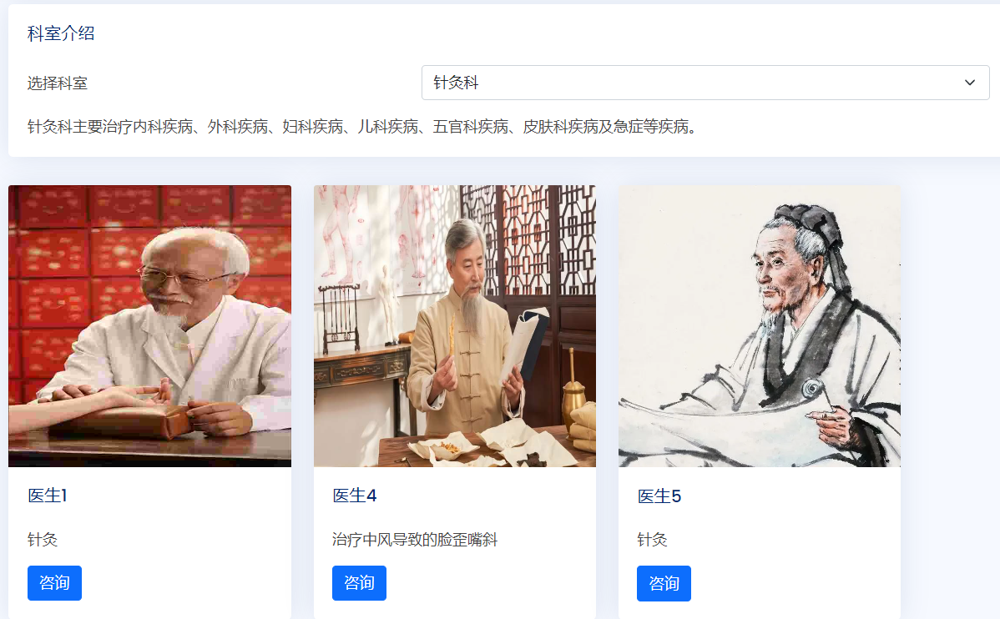 科室介绍
选择科室
针灸科
针灸科主要治疗内科疾病、外科疾病、妇科疾病、儿科疾病、五官科疾病、皮肤科疾病及急症等疾病。
医生1
针灸
咨询
医生4
治疗中风导致的脸歪嘴斜
咨询
医生5
针灸
咨询